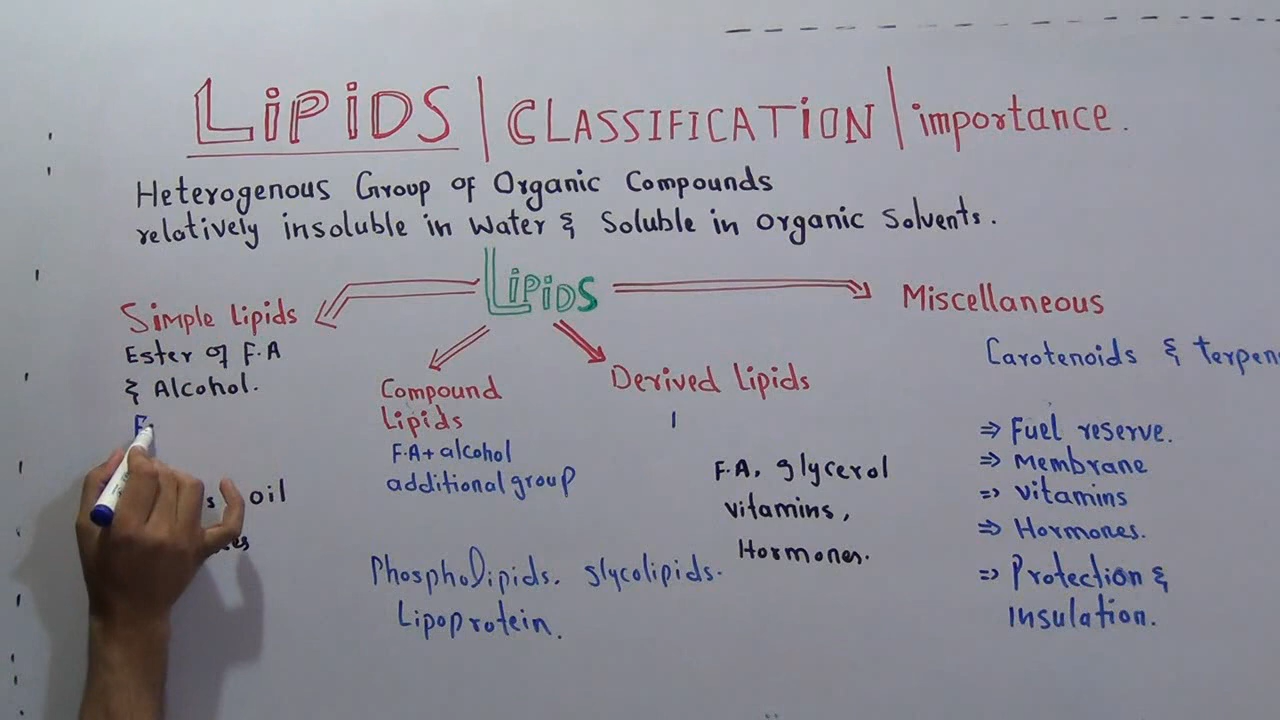 LIPIDS | CLASSIFICATION | importance.
Heterogenous Group of Organic Compounds
relatively insoluble in Water & Soluble in organic Solvents.
LIPIDS
Simple Lipids
Ester of F.A
& Alcohol.
oil
Compound
Lipids
F.A + alcohol
additional group
Phospholipids. glycolipids.
Lipoprotein.
Derived Lipids
F.A, glycerol
vitamins,
Hormones.
Miscellaneous
Carotenoids &
⇒ Fuel reserve.
⇒ Membrane
⇒ vitamins
⇒ Hormones.
⇒ Protection &
Insulation.